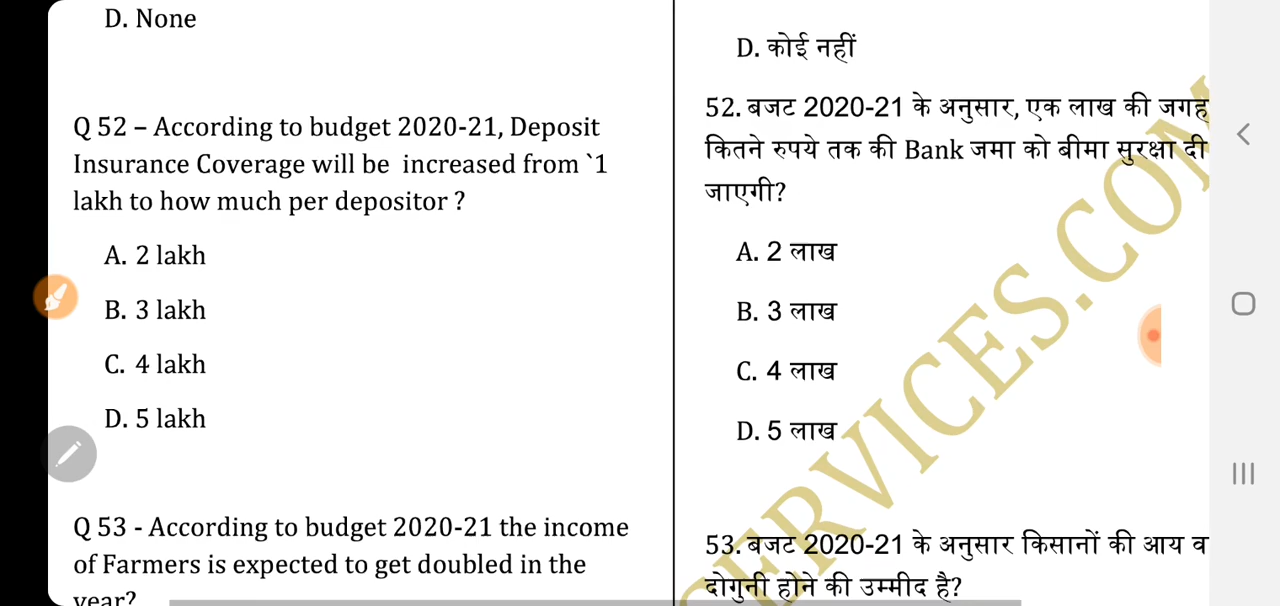 D. None
Q 52 – According to budget 2020-21, Deposit
Insurance Coverage will be increased from `1
lakh to how much per depositor ?
A. 2 lakh
B. 3 lakh
C. 4 lakh
D. 5 lakh
Q 53 - According to budget 2020-21 the income
of Farmers is expected to get doubled in the
year?
D. कोई नहीं
52. बजट 2020-21 के अनुसार, एक लाख की जगह
कितने रुपये तक की Bank जमा को बीमा सुरक्षा दी
जाएगी?
A. 2 लाख
B. 3 लाख
C. 4 लाख
D. 5 लाख
53. बजट 2020-21 के अनुसार किसानों की आय व
दोगुनी होने की उम्मीद है?
ERVICES.COM